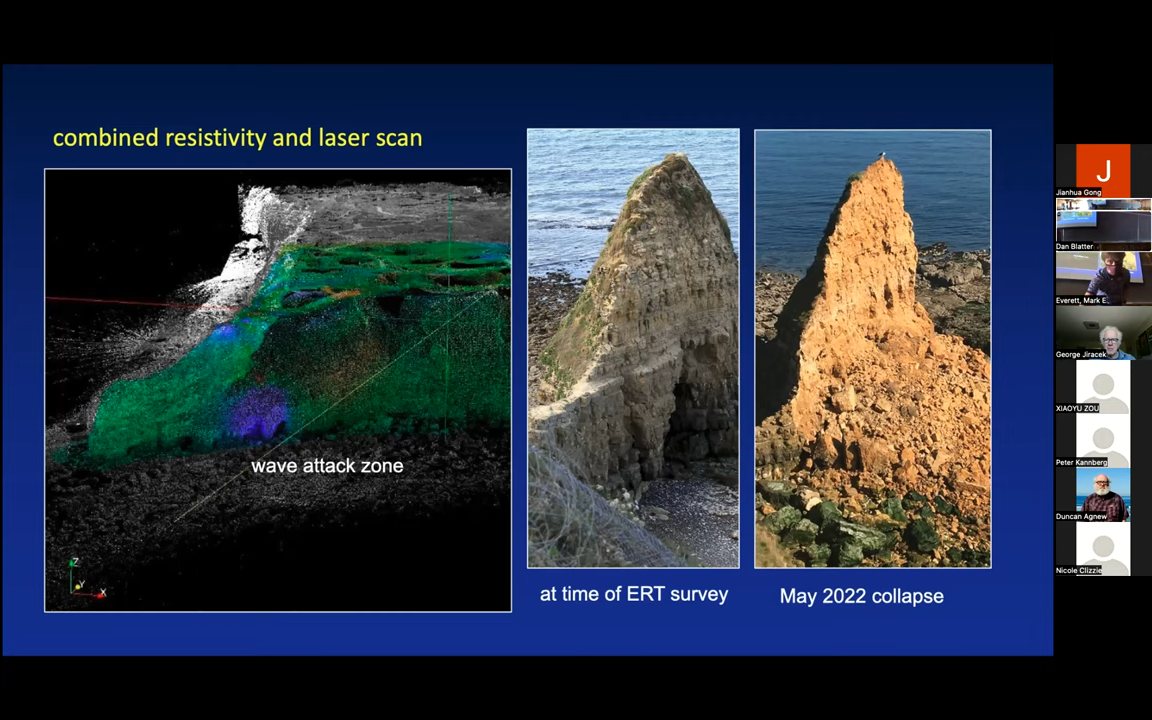 combined resistivity and laser scan
wave attack zone
Z
Y
X
at time of ERT survey
May 2022 collapse
J
Jianhua Gong
Dan Blatter
Everett, Mark E.
George Jiracek
XIAOYU ZOU
Peter Kannberg
Duncan Agnew
Nicole Clizzie